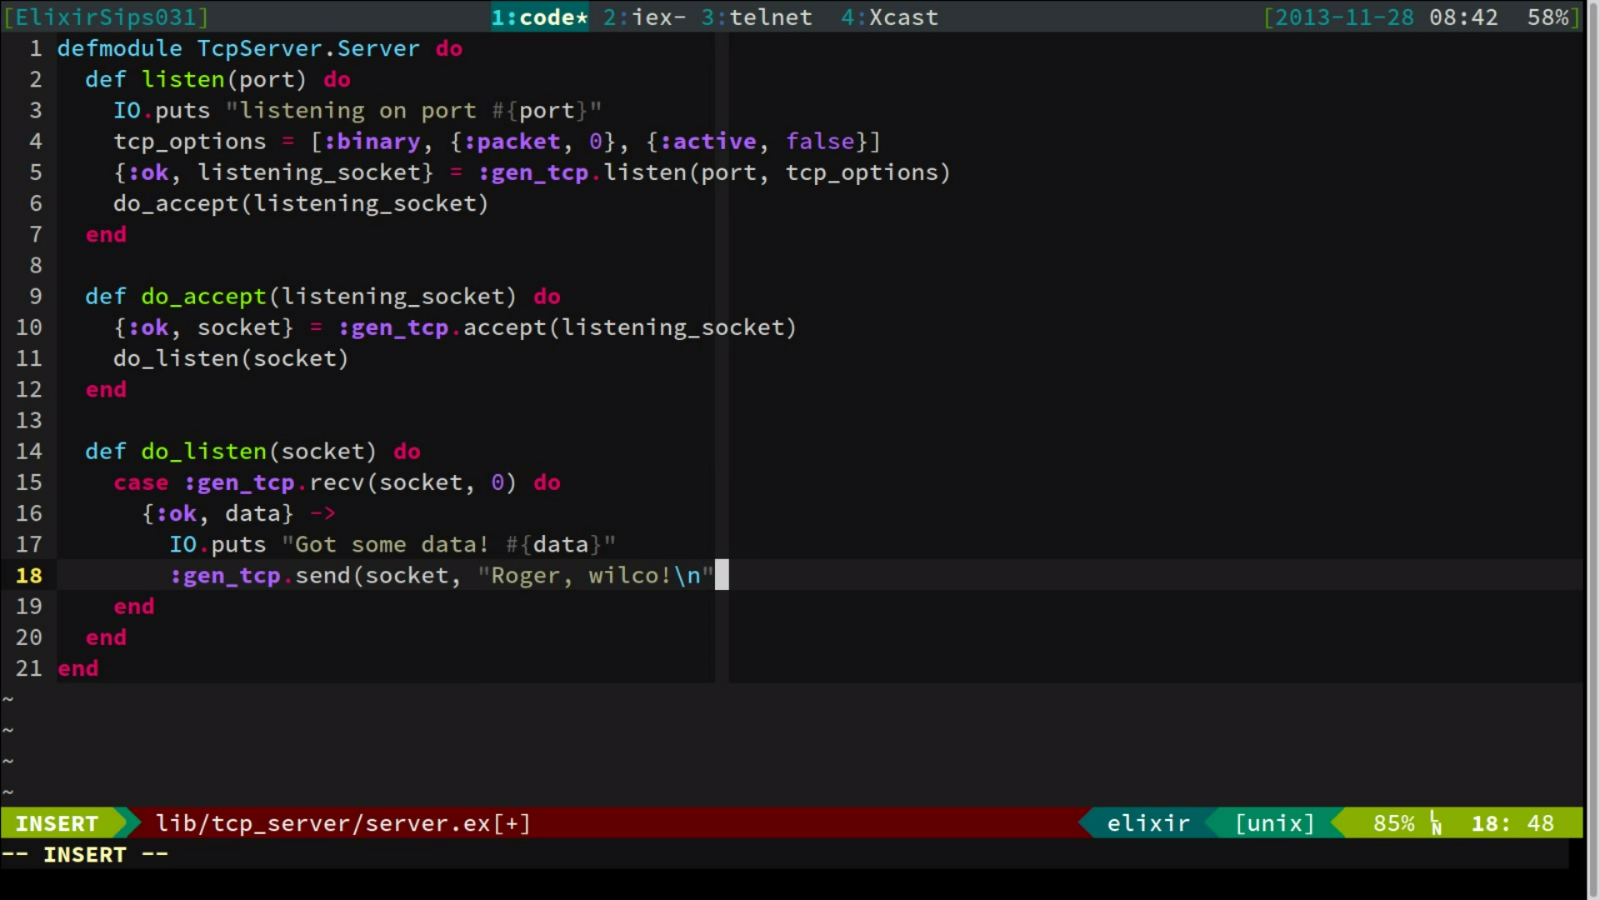 [ElixirSips031] 1:code* 2:iex- 3:telnet 4:Xcast [2013-11-28 08:42 58%]
1 defmodule TcpServer.Server do
2   def listen(port) do
3     IO.puts "listening on port #{port}"
4     tcp_options = [:binary, {:packet, 0}, {:active, false}]
5     {:ok, listening_socket} = :gen_tcp.listen(port, tcp_options)
6     do_accept(listening_socket)
7   end
8
9   def do_accept(listening_socket) do
10     {:ok, socket} = :gen_tcp.accept(listening_socket)
11     do_listen(socket)
12   end
13
14   def do_listen(socket) do
15     case :gen_tcp.recv(socket, 0) do
16       {:ok, data} ->
17         IO.puts "Got some data! #{data}"
18         :gen_tcp.send(socket, "Roger, wilco!\n"
19     end
20   end
21 end
~
~
~
~
INSERT lib/tcp_server/server.ex[+] elixir [unix] 85% LN 18: 48
-- INSERT --